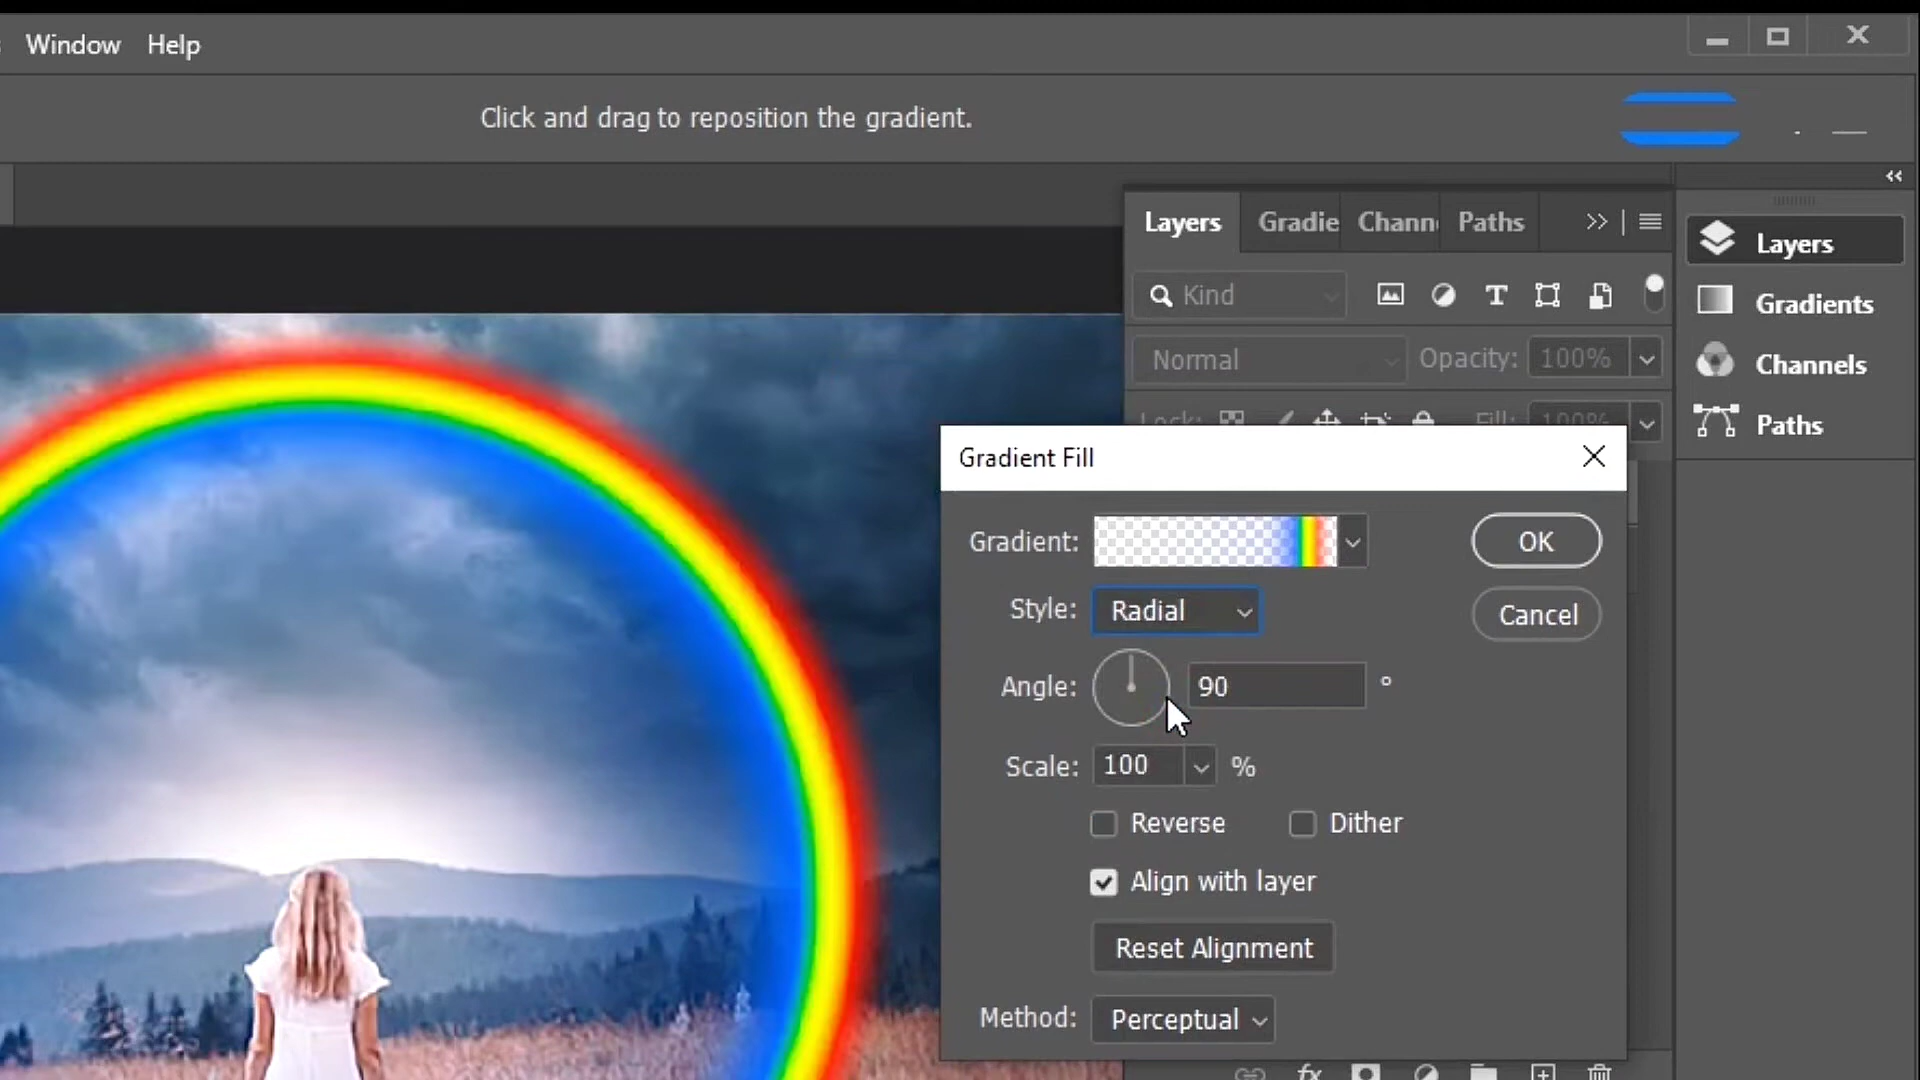 Window Help
Click and drag to reposition the gradient.
Layers Gradie Chann Paths
Kind
Normal Opacity: 100%
Lock: Fill: 100%
Layers
Gradients
Channels
Paths
Gradient Fill
Gradient: OK
Style: Radial Cancel
Angle: 90 °
Scale: 100 %
Reverse Dither
Align with layer
Reset Alignment
Method: Perceptual
fx